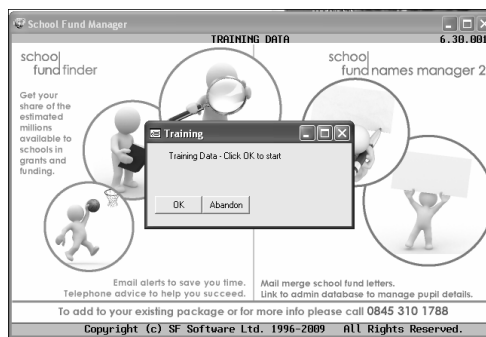 School Fund Manager
TRAINING DATA 6.30.001
school
fund finder
Get your
share of the
estimated
millions
available to
schools in
grants and
funding.
school
fund names manager 2
Training
Training Data - Click OK to start
OK Abandon
Email alerts to save you time.
Telephone advice to help you succeed.
Mail merge school fund letters.
Link to admin database to manage pupil details.
To add to your existing package or for more info please call 0845 310 1788
Copyright (c) SF Software Ltd. 1996-2009 All Rights Reserved.